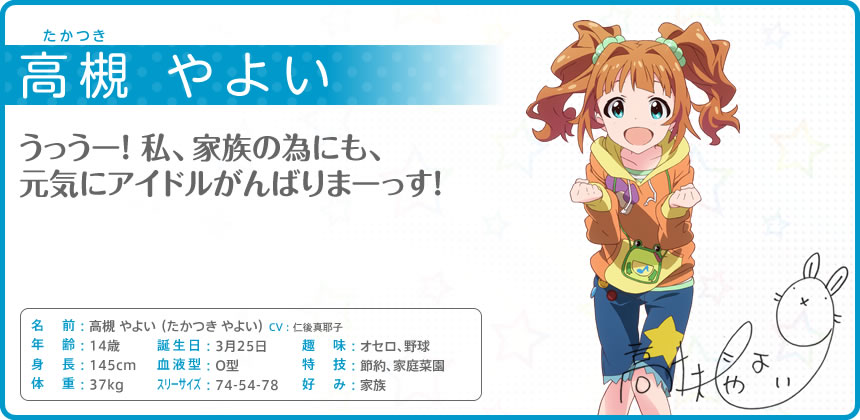 たかつき
高槻 やよい
うっうー! 私、家族の為にも、
元気にアイドルがんばりまーっす!
名 前 : 高槻 やよい (たかつき やよい) CV : 仁後真耶子
年 齢 : 14歳 誕生日 : 3月25日 趣 味 : オセロ、野球
身 長 : 145cm 血液型 : O型 特 技 : 節約、家庭菜園
体 重 : 37kg スリーサイズ : 74-54-78 好 み : 家族
高槻やよい